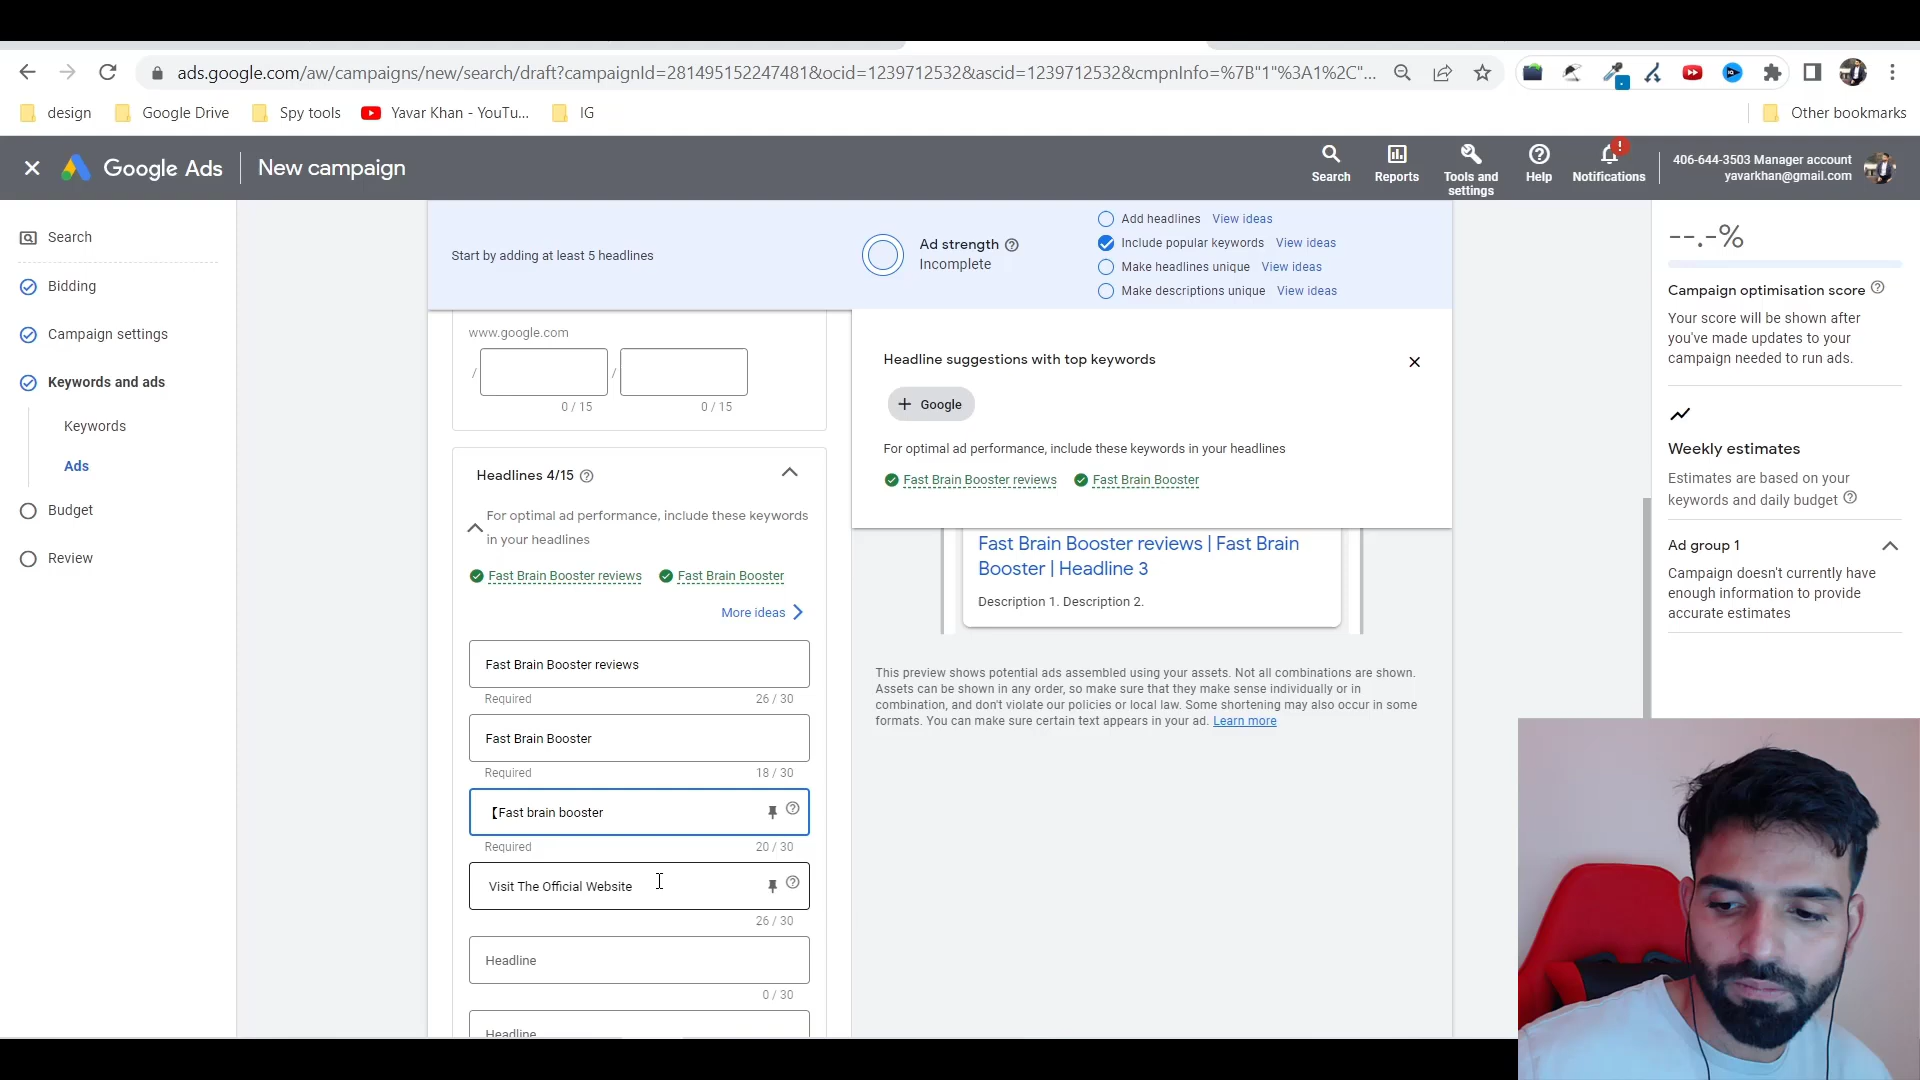 ads.google.com/aw/campaigns/new/search/draft?campaignId=281495152247481&ocid=1239712532&ascid=1239712532&cmpnInfo=%7B"1"%3A1%2C"...
design
Google Drive
Spy tools
Yavar Khan - YouTu...
IG
Other bookmarks
Google Ads
New campaign
Search
Reports
Tools and
settings
Help
Notifications
406-644-3503 Manager account
yavarkhan@gmail.com
Search
Bidding
Campaign settings
Keywords and ads
Keywords
Ads
Budget
Review
Start by adding at least 5 headlines
Ad strength
Incomplete
Add headlines View ideas
Include popular keywords View ideas
Make headlines unique View ideas
Make descriptions unique View ideas
www.google.com
/ /
0 / 15 0 / 15
Headlines 4/15
For optimal ad performance, include these keywords
in your headlines
Fast Brain Booster reviews Fast Brain Booster
More ideas
Fast Brain Booster reviews
Required 26 / 30
Fast Brain Booster
Required 18 / 30
【Fast brain booster
Required 20 / 30
Visit The Official Website
26 / 30
Headline
0 / 30
Headline
Headline suggestions with top keywords
+ Google
For optimal ad performance, include these keywords in your headlines
Fast Brain Booster reviews Fast Brain Booster
Fast Brain Booster reviews | Fast Brain
Booster | Headline 3
Description 1. Description 2.
This preview shows potential ads assembled using your assets. Not all combinations are shown.
Assets can be shown in any order, so make sure that they make sense individually or in
combination, and don't violate our policies or local law. Some shortening may also occur in some
formats. You can make sure certain text appears in your ad. Learn more
--.-%
Campaign optimisation score
Your score will be shown after
you've made updates to your
campaign needed to run ads.
Weekly estimates
Estimates are based on your
keywords and daily budget
Ad group 1
Campaign doesn't currently have
enough information to provide
accurate estimates